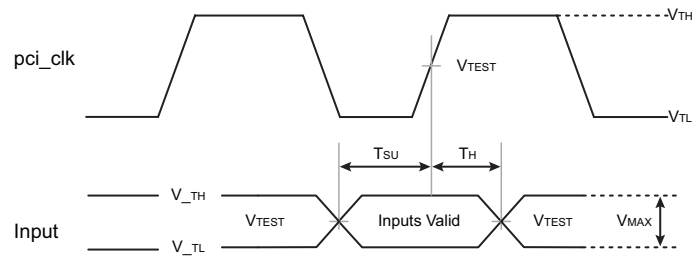 VTH
pci_clk
VTEST
VTL
TSU
TH
V_TH
VTEST
Inputs Valid
VTEST
VMAX
Input
V_TL